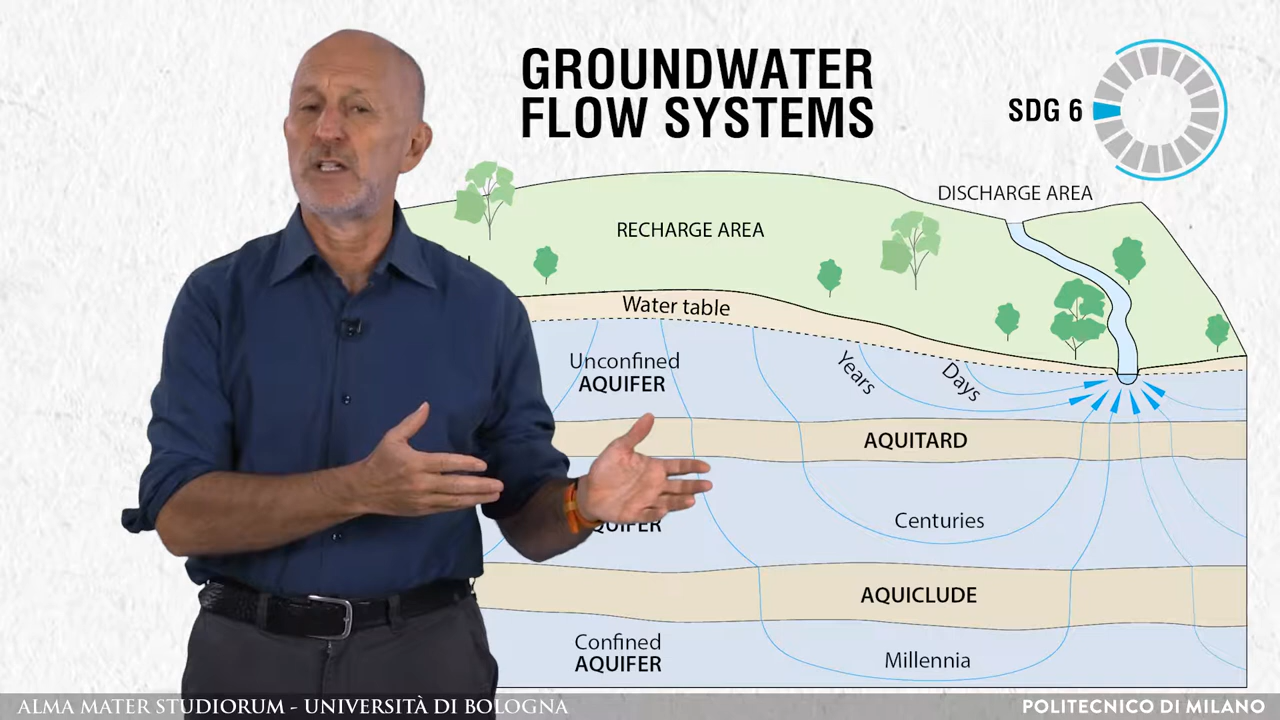 GROUNDWATER
FLOW SYSTEMS
SDG 6
DISCHARGE AREA
RECHARGE AREA
Water table
Unconfined
AQUIFER
Years
Days
AQUITARD
AQUIFER
Centuries
AQUICLUDE
Confined
AQUIFER
Millennia
ALMA MATER STUDIORUM - UNIVERSITÀ DI BOLOGNA
POLITECNICO DI MILANO